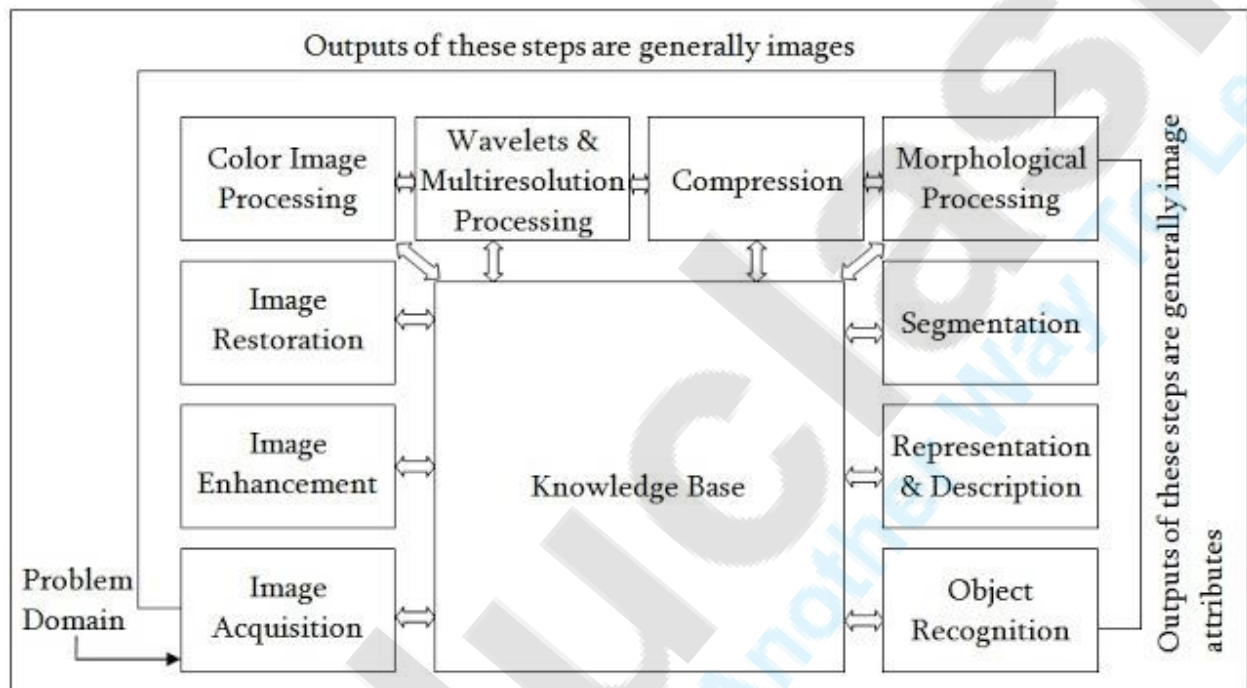 Outputs of these steps are generally images
Color Image
Processing
Wavelets &
Multiresolution
Processing
Compression
Morphological
Processing
Image
Restoration
Segmentation
Image
Enhancement
Knowledge Base
Representation
& Description
Problem
Domain
Image
Acquisition
Object
Recognition
Outputs of these steps are generally image
attributes